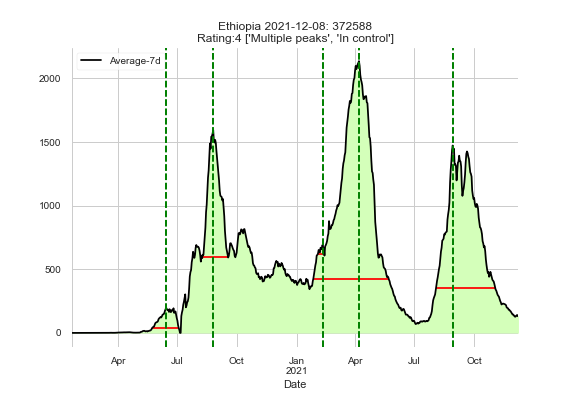 Ethiopia 2021-12-08: 372588
Rating:4 ['Multiple peaks', 'In control']
Average-7d
2000
1500
1000
500
0
Apr Jul Oct Jan Apr Jul Oct
2021
Date